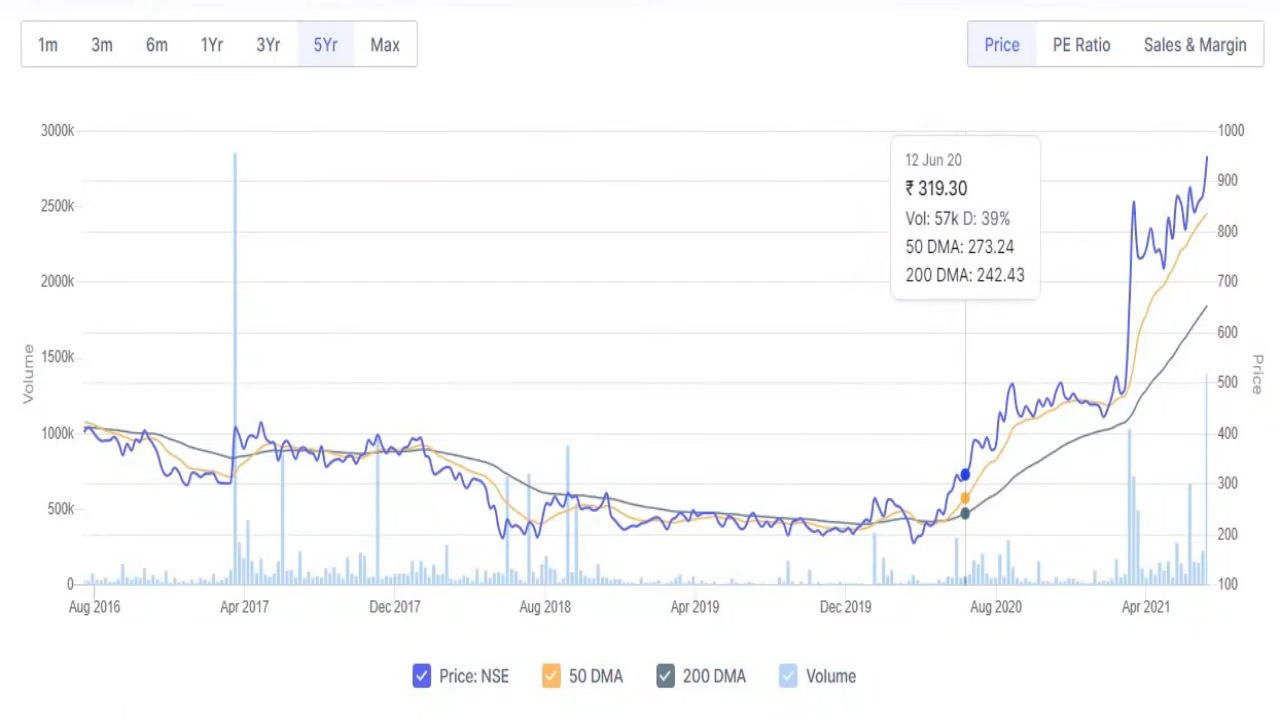 1m 3m 6m 1Yr 3Yr 5Yr Max
Price PE Ratio Sales & Margin
3000k
2500k
2000k
1500k
1000k
500k
0
Volume
12 Jun 20
₹ 319.30
Vol: 57k D: 39%
50 DMA: 273.24
200 DMA: 242.43
1000
900
800
700
600
500
400
300
200
100
Price
Aug 2016 Apr 2017 Dec 2017 Aug 2018 Apr 2019 Dec 2019 Aug 2020 Apr 2021
Price: NSE 50 DMA 200 DMA Volume